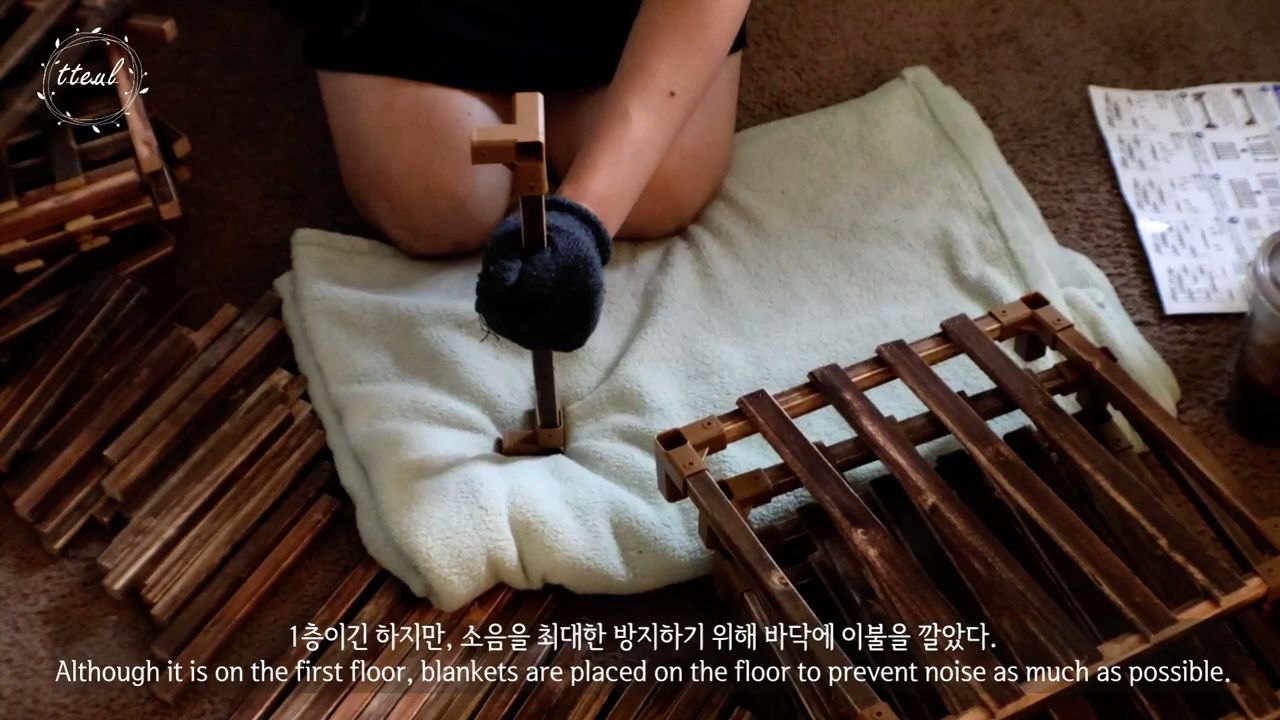 tteul
1층이긴 하지만, 소음을 최대한 방지하기 위해 바닥에 이불을 깔았다.
Although it is on the first floor, blankets are placed on the floor to prevent noise as much as possible.